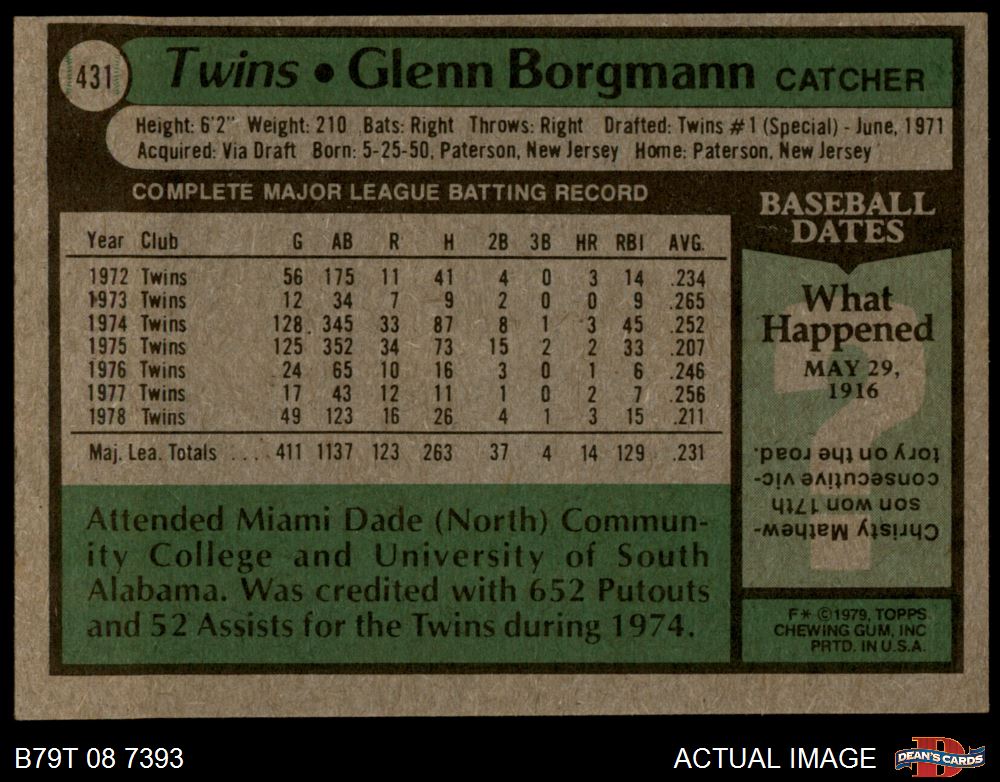 431
Twins • Glenn Borgmann CATCHER
Height: 6'2" Weight: 210 Bats: Right Throws: Right Drafted: Twins #1 (Special) - June, 1971
Acquired: Via Draft Born: 5-25-50, Paterson, New Jersey Home: Paterson, New Jersey
COMPLETE MAJOR LEAGUE BATTING RECORD
Year Club G AB R H 2B 3B HR RBI AVG.
1972 Twins 56 175 11 41 4 0 3 14 .234
1973 Twins 12 34 7 9 2 0 0 9 .265
1974 Twins 128 345 33 87 8 1 3 45 .252
1975 Twins 125 352 34 73 15 2 2 33 .207
1976 Twins 24 65 10 16 3 0 1 6 .246
1977 Twins 17 43 12 11 1 0 2 7 .256
1978 Twins 49 123 16 26 4 1 3 15 .211
Maj. Lea. Totals .... 411 1137 123 263 37 4 14 129 .231
Attended Miami Dade (North) Commun-
ity College and University of South
Alabama. Was credited with 652 Putouts
and 52 Assists for the Twins during 1974.
BASEBALL
DATES
What
Happened
MAY 29,
1916
Christy Mathew-
son won 17th
consecutive vic-
tory on the road.
F* ©1979, TOPPS
CHEWING GUM, INC
PRTD. IN U.S.A.
B79T 08 7393
ACTUAL IMAGE
D
DEAN'S CARDS